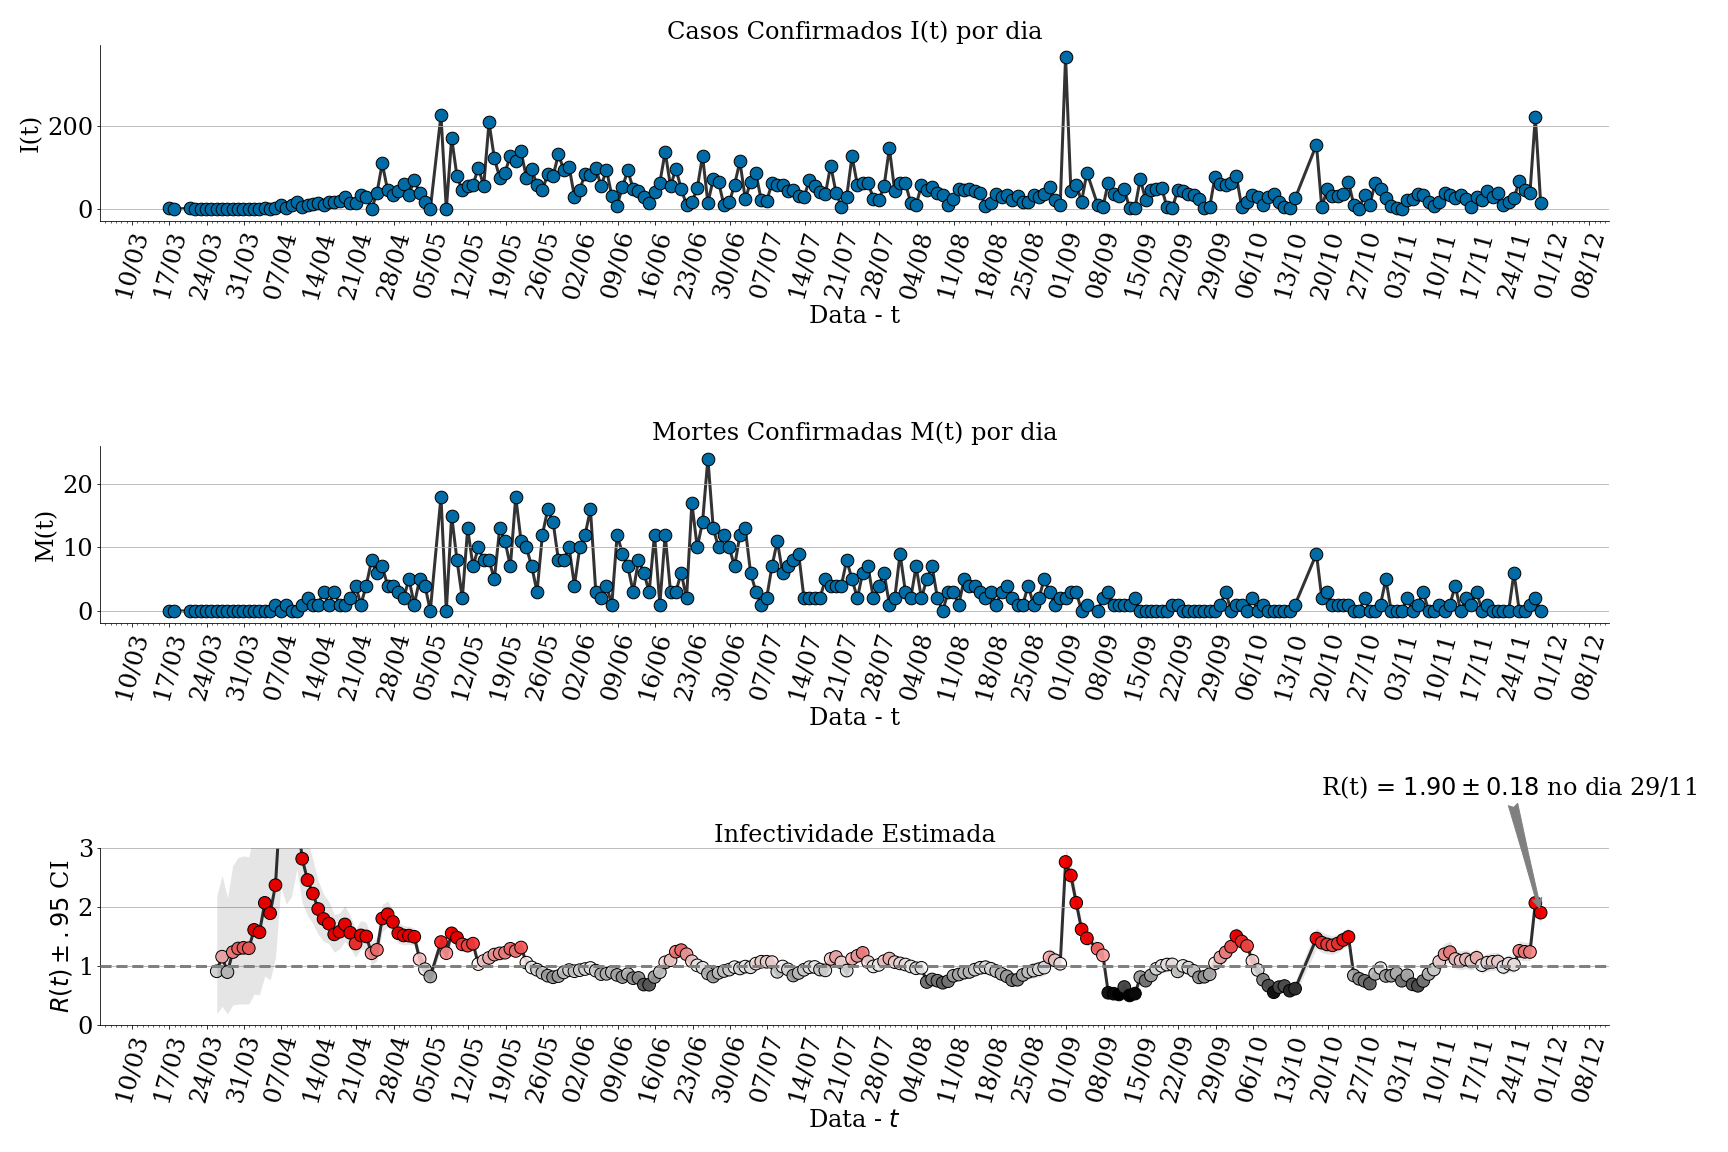 Casos Confirmados I(t) por dia
I(t)
200
0
10/03 17/03 24/03 31/03 07/04 14/04 21/04 28/04 05/05 12/05 19/05 26/05 02/06 09/06 16/06 23/06 30/06 07/07 14/07 21/07 28/07 04/08 11/08 18/08 25/08 01/09 08/09 15/09 22/09 29/09 06/10 13/10 20/10 27/10 03/11 10/11 17/11 24/11 01/12 08/12
Data - t
Mortes Confirmadas M(t) por dia
M(t)
20
10
0
10/03 17/03 24/03 31/03 07/04 14/04 21/04 28/04 05/05 12/05 19/05 26/05 02/06 09/06 16/06 23/06 30/06 07/07 14/07 21/07 28/07 04/08 11/08 18/08 25/08 01/09 08/09 15/09 22/09 29/09 06/10 13/10 20/10 27/10 03/11 10/11 17/11 24/11 01/12 08/12
Data - t
R(t) = 1.90 ± 0.18 no dia 29/11
Infectividade Estimada
R(t) ± .95 CI
3
2
1
0
10/03 17/03 24/03 31/03 07/04 14/04 21/04 28/04 05/05 12/05 19/05 26/05 02/06 09/06 16/06 23/06 30/06 07/07 14/07 21/07 28/07 04/08 11/08 18/08 25/08 01/09 08/09 15/09 22/09 29/09 06/10 13/10 20/10 27/10 03/11 10/11 17/11 24/11 01/12 08/12
Data - t